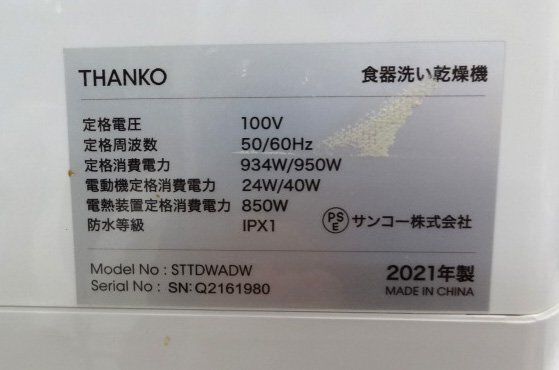 THANKO 食器洗い乾燥機
定格電圧 100V
定格周波数 50/60Hz
定格消費電力 934W/950W
電動機定格消費電力 24W/40W
電熱装置定格消費電力 850W
防水等級 IPX1 PSE サンコー株式会社
Model No : STTDWADW 2021年製
Serial No : SN: Q2161980 MADE IN CHINA